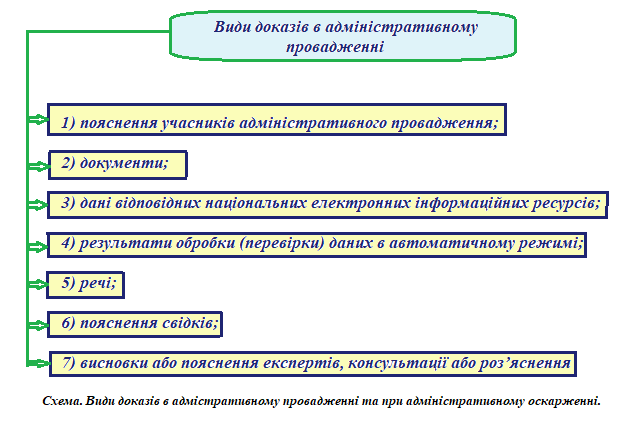 Види доказів в адміністративному
провадженні
1) пояснення учасників адміністративного провадження;
2) документи;
3) дані відповідних національних електронних інформаційних ресурсів;
4) результати обробки (перевірки) даних в автоматичному режимі;
5) речі;
6) пояснення свідків;
7) висновки або пояснення експертів, консультації або роз’яснення
Схема. Види доказів в адмістративному провадженні та при адміністративному оскарженні.